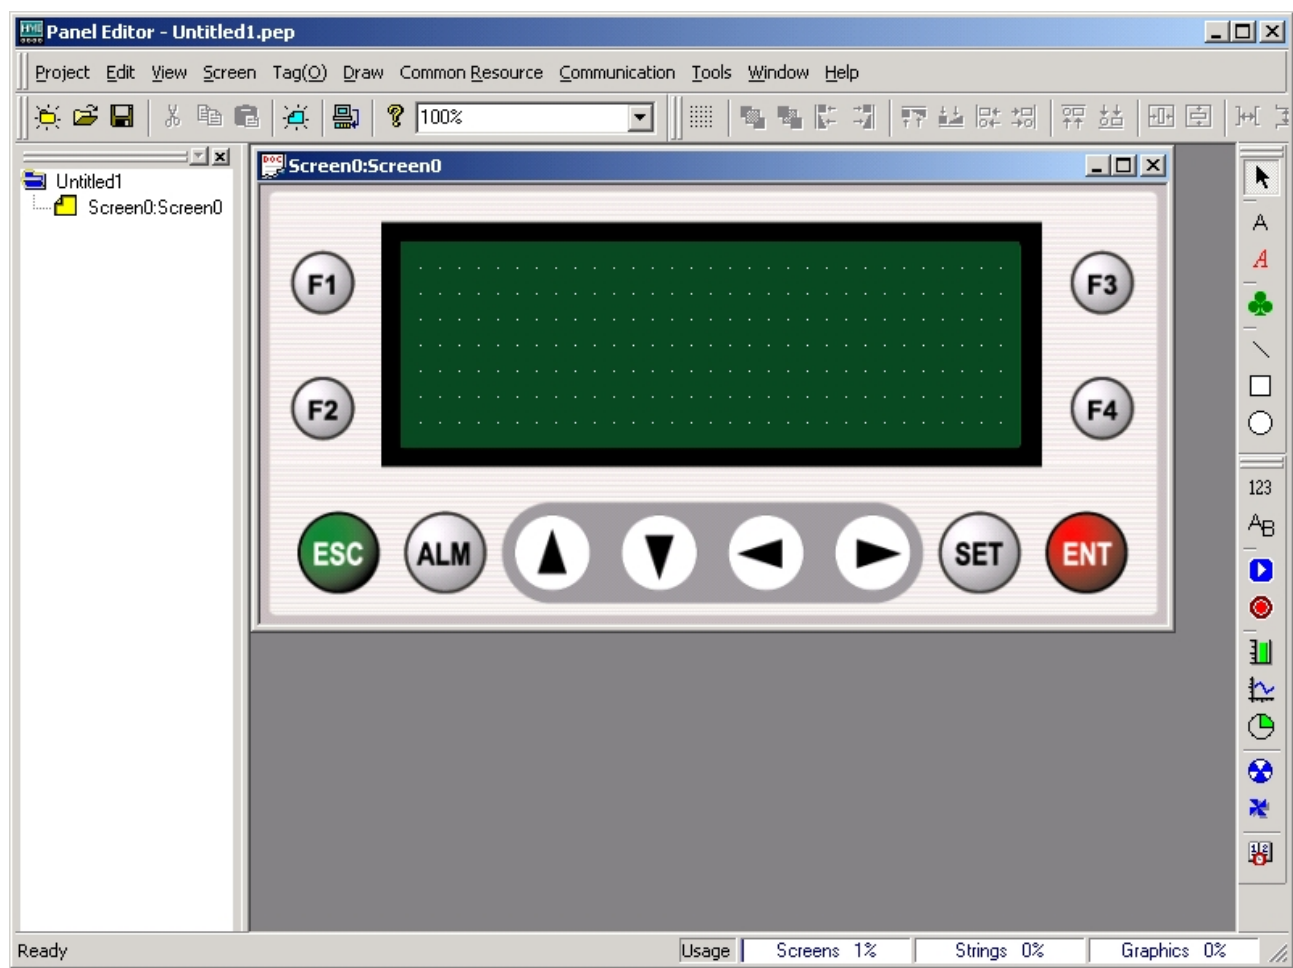 Panel Editor - Untitled1.pep
Project Edit View Screen Tag(O) Draw Common Resource Communication Tools Window Help
100%
Untitled1
Screen0:Screen0
Screen0:Screen0
F1
F3
F2
F4
ESC
ALM
SET
ENT
A
A
123
AB
Ready
Usage Screens 1% Strings 0% Graphics 0%